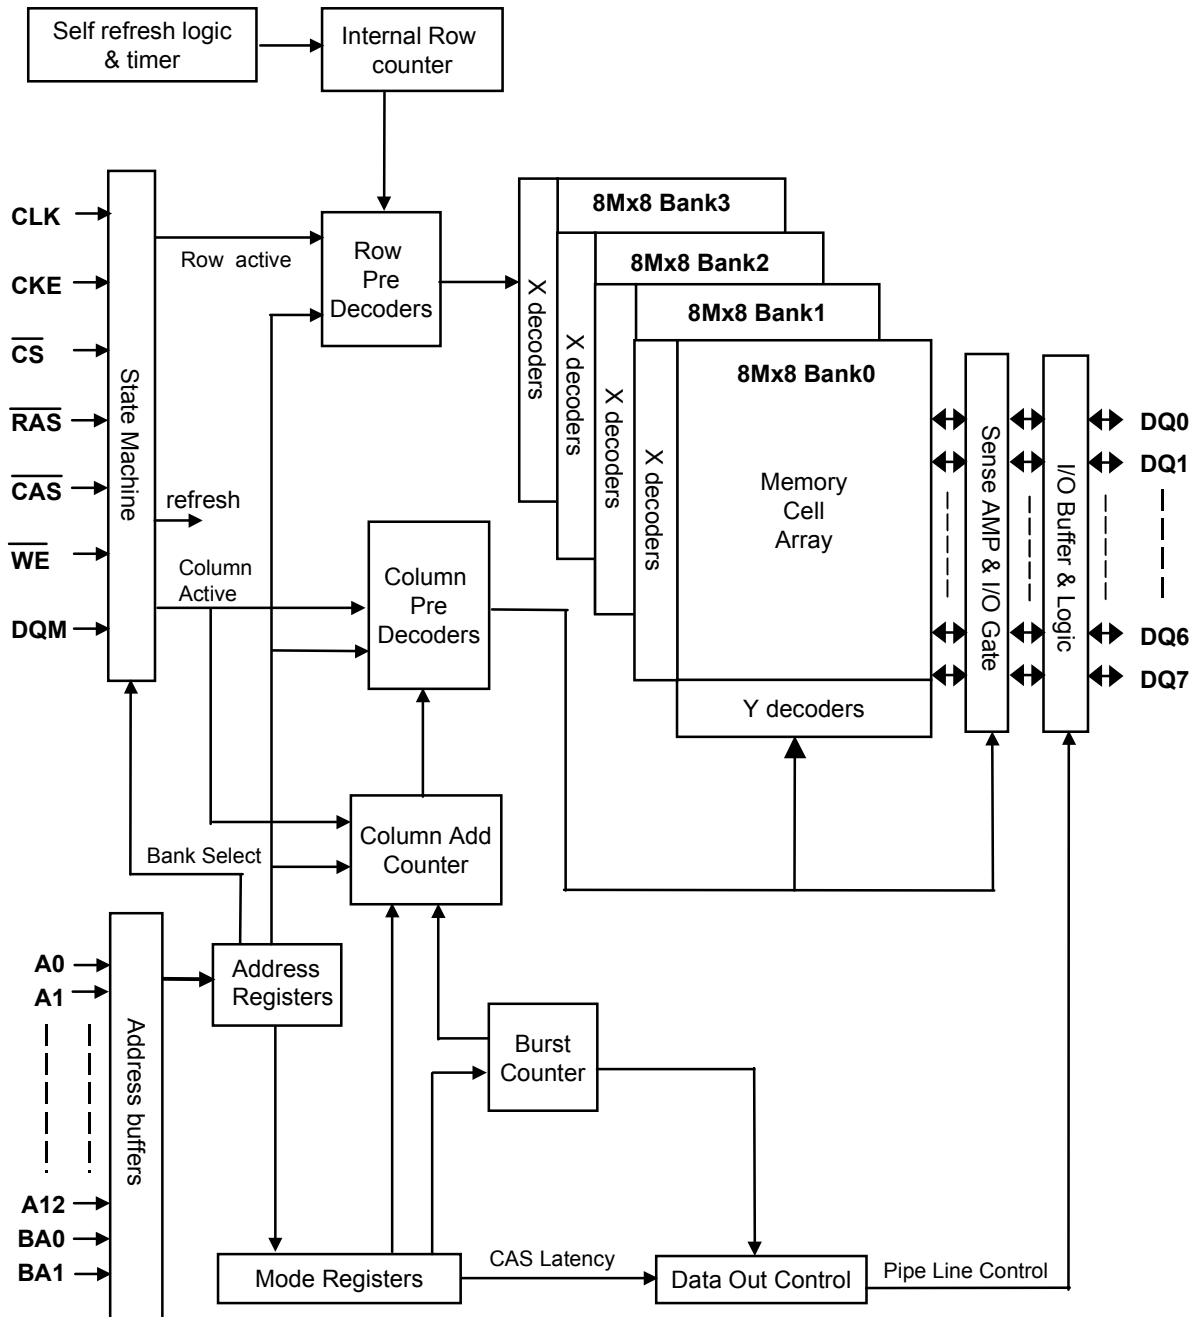 Self refresh logic
& timer
Internal Row
counter
CLK
CKE
CS
RAS
CAS
WE
DQM
State Machine
Row active
refresh
Column
Active
Bank Select
Row
Pre
Decoders
Column
Pre
Decoders
Column Add
Counter
X decoders
8Mx8 Bank3
X decoders
8Mx8 Bank2
X decoders
8Mx8 Bank1
X decoders
8Mx8 Bank0
Memory
Cell
Array
Y decoders
Sense AMP & I/O Gate
I/O Buffer & Logic
DQ0
DQ1
DQ6
DQ7
A0
A1
A12
BA0
BA1
Address buffers
Address
Registers
Burst
Counter
Mode Registers
CAS Latency
Data Out Control
Pipe Line Control